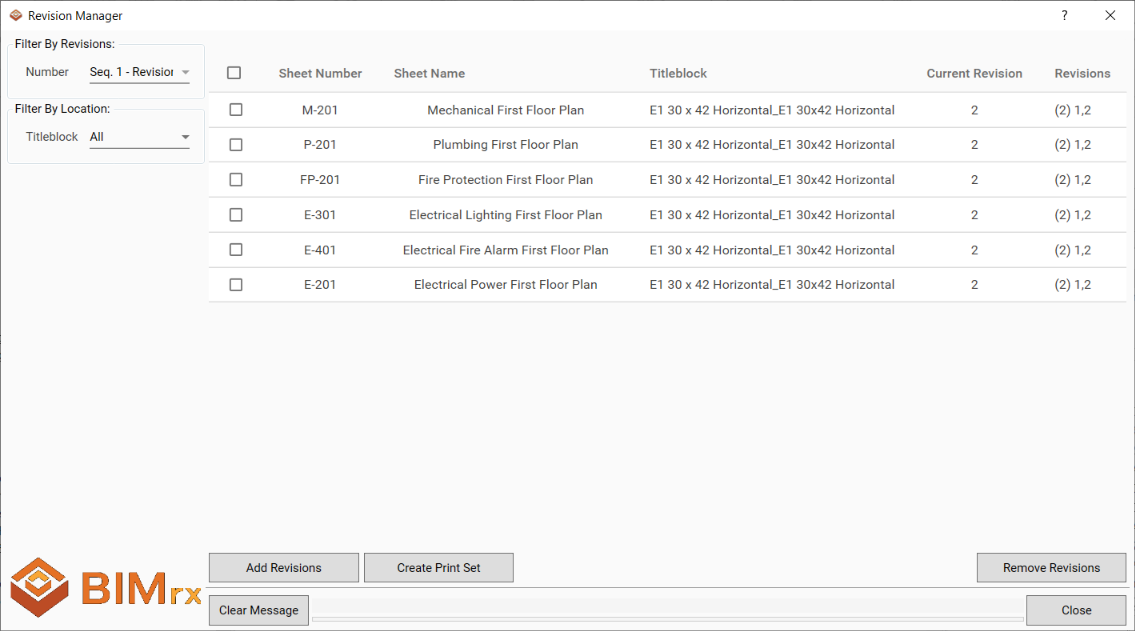 Revision Manager ?
Filter By Revisions:
Number Seq. 1 - Revision
Filter By Location:
Titleblock All
Sheet Number Sheet Name Titleblock Current Revision Revisions
M-201 Mechanical First Floor Plan E1 30 x 42 Horizontal_E1 30x42 Horizontal 2 (2) 1,2
P-201 Plumbing First Floor Plan E1 30 x 42 Horizontal_E1 30x42 Horizontal 2 (2) 1,2
FP-201 Fire Protection First Floor Plan E1 30 x 42 Horizontal_E1 30x42 Horizontal 2 (2) 1,2
E-301 Electrical Lighting First Floor Plan E1 30 x 42 Horizontal_E1 30x42 Horizontal 2 (2) 1,2
E-401 Electrical Fire Alarm First Floor Plan E1 30 x 42 Horizontal_E1 30x42 Horizontal 2 (2) 1,2
E-201 Electrical Power First Floor Plan E1 30 x 42 Horizontal_E1 30x42 Horizontal 2 (2) 1,2
Add Revisions Create Print Set Remove Revisions
BIMrx
Clear Message Close